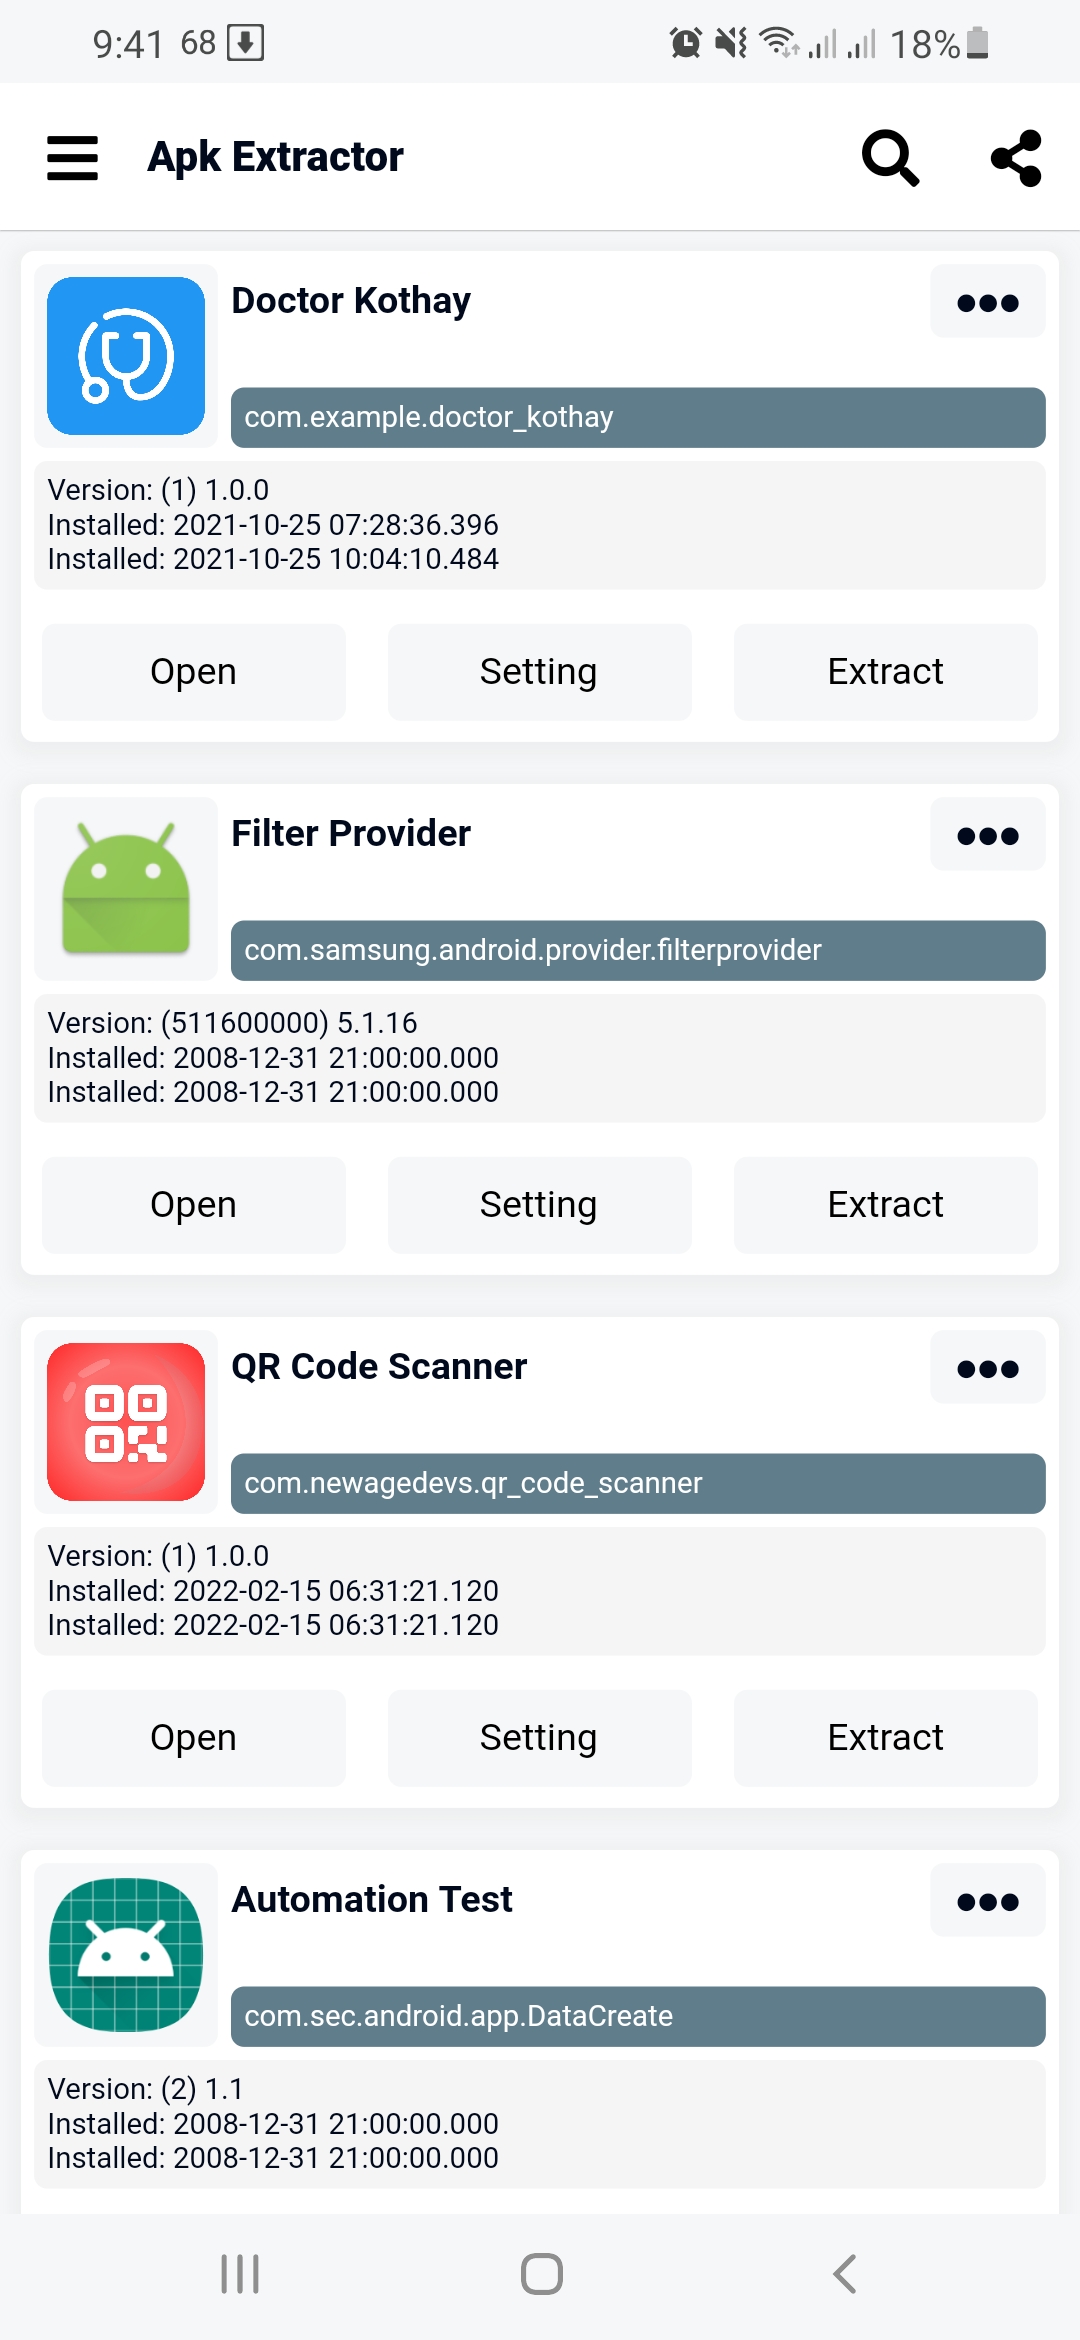 9:41 68 18%
Apk Extractor
Doctor Kothay
com.example.doctor_kothay
Version: (1) 1.0.0
Installed: 2021-10-25 07:28:36.396
Installed: 2021-10-25 10:04:10.484
Open Setting Extract
Filter Provider
com.samsung.android.provider.filterprovider
Version: (511600000) 5.1.16
Installed: 2008-12-31 21:00:00.000
Installed: 2008-12-31 21:00:00.000
Open Setting Extract
QR Code Scanner
com.newagedevs.qr_code_scanner
Version: (1) 1.0.0
Installed: 2022-02-15 06:31:21.120
Installed: 2022-02-15 06:31:21.120
Open Setting Extract
Automation Test
com.sec.android.app.DataCreate
Version: (2) 1.1
Installed: 2008-12-31 21:00:00.000
Installed: 2008-12-31 21:00:00.000